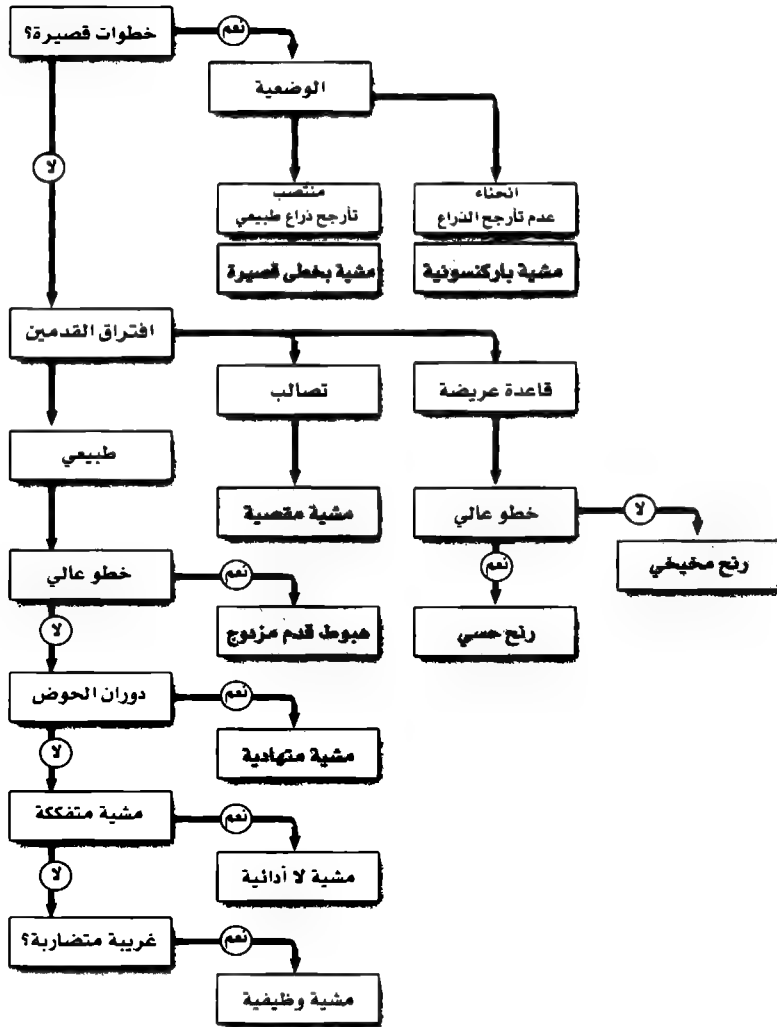 خطوات قصيرة؟
نعم
الوضعية
لا
منتصب
تأرجح ذراع طبيعي
انحناء
عدم تأرجح الذراع
مشية بخطى قصيرة
مشية باركنسونية
افتراق القدمين
تصالب
قاعدة عريضة
طبيعي
مشية مقصية
خطو عالي
لا
رنح مخيخي
نعم
خطو عالي
نعم
هبوط قدم مزدوج
رنح حسي
لا
دوران الحوض
نعم
مشية متهادية
لا
مشية متفككة
نعم
مشية لا أدائية
لا
غريبة متضاربة؟
نعم
مشية وظيفية